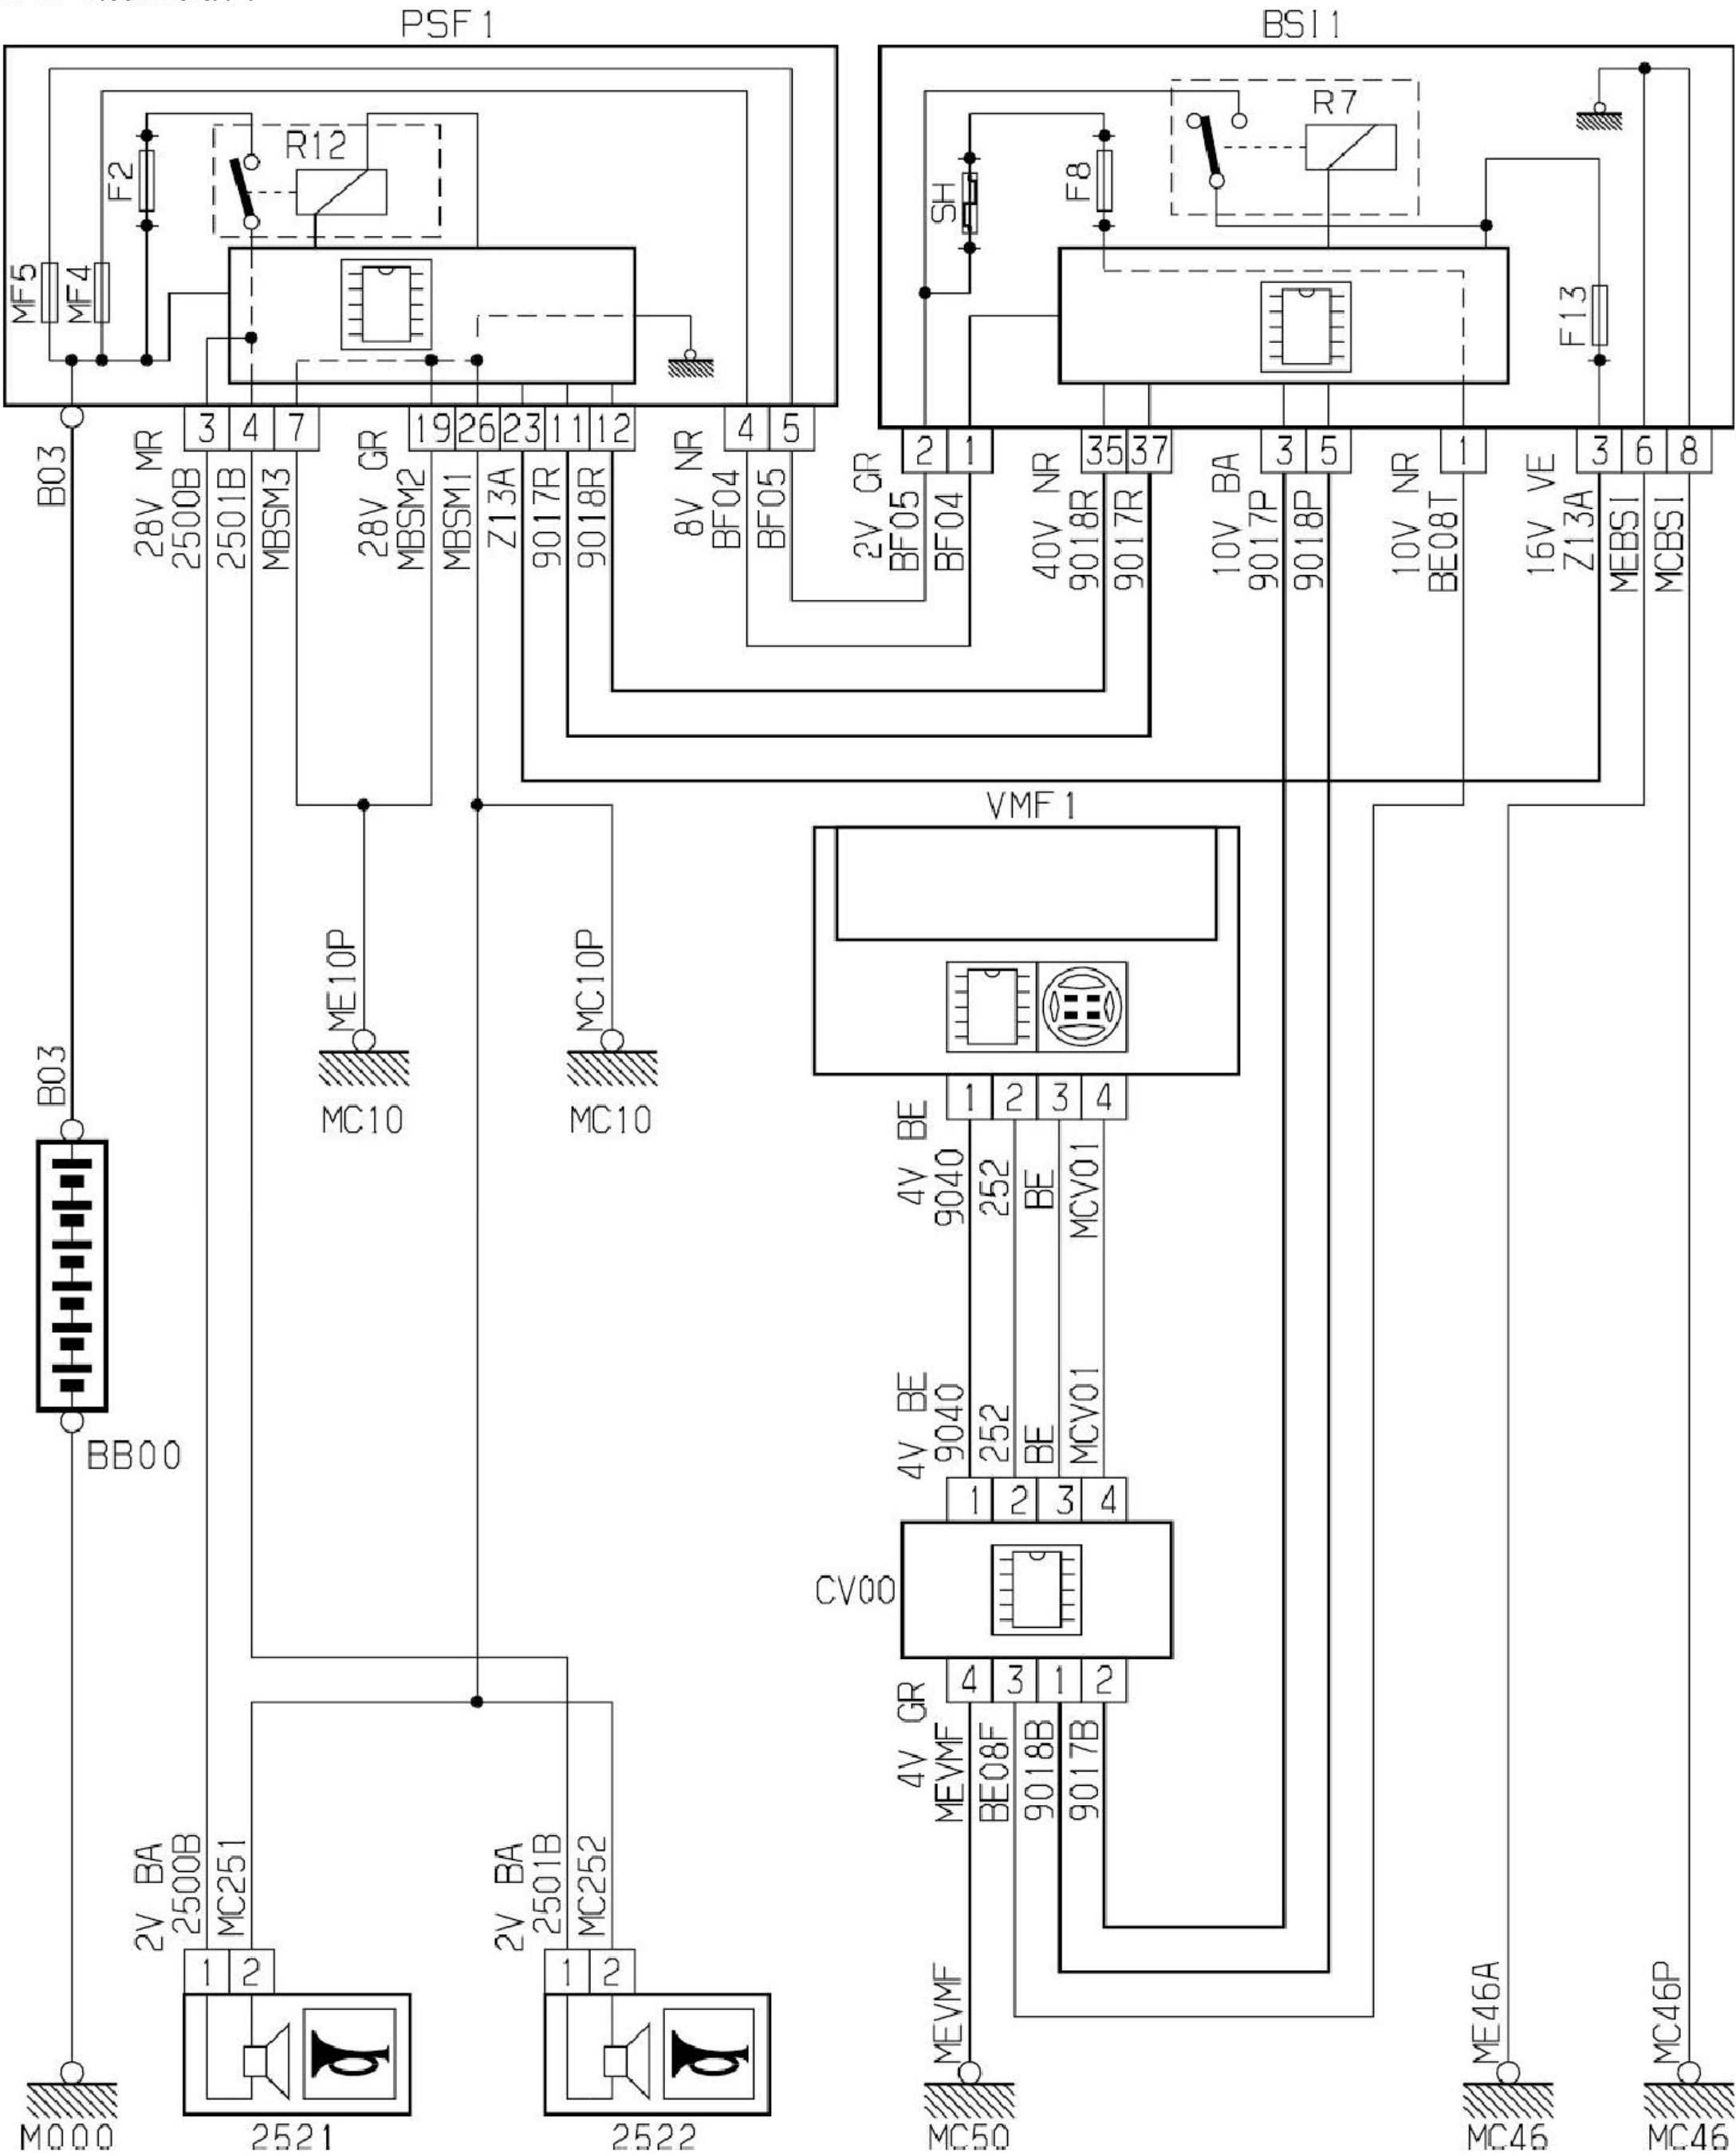 PSF1
BSI1
R12
F2
MF5
MF4
SH
F8
R7
F13
3 4 7
19 26 23 11 12
4 5
2 1
35 37
3 5
1
3 6 8
B03
28V MR
2500B
2501B
MBSM3
28V GR
MBSM2
MBSM1
Z13A
9017R
9018R
8V NR
BF04
BF05
2V GR
BF05
BF04
40V NR
9018R
9017R
10V BA
9017P
9018P
10V NR
BE08T
16V VE
Z13A
MEBSI
MCBSI
VMF1
ME10P
MC10P
MC10
MC10
B03
1 2 3 4
4V BE
9040
252
BE
MCV01
4V BE
9040
252
BE
MCV01
BB00
1 2 3 4
CV00
4 3 1 2
4V GR
MEVMF
BE08F
9018B
9017B
2V BA
2500B
MC251
2V BA
2501B
MC252
1 2
1 2
MEVMF
ME46A
MC46P
M000
2521
2522
MC50
MC46
MC46